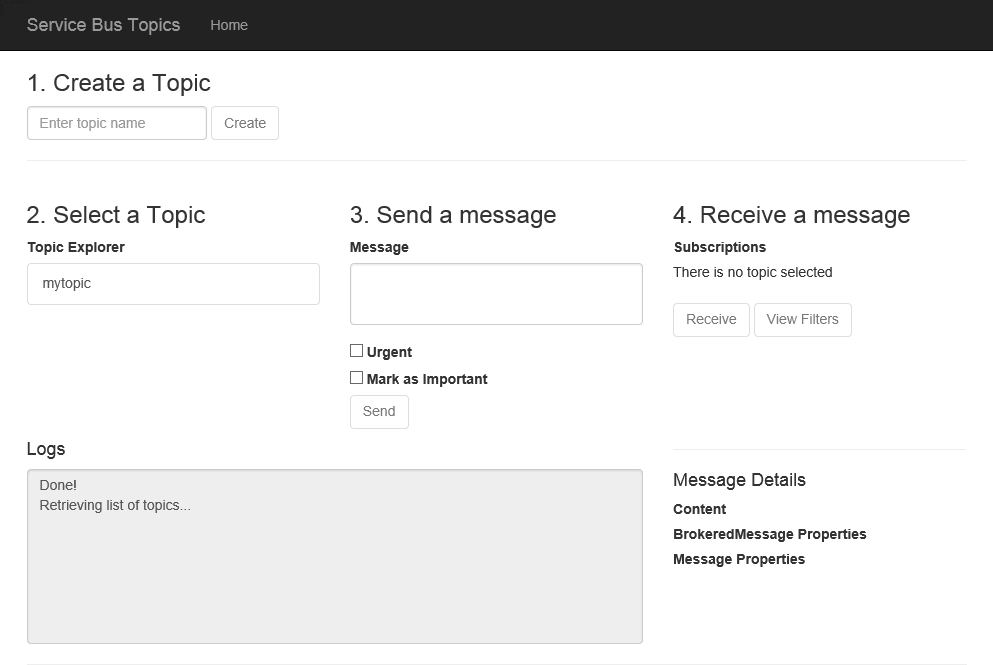 Service Bus Topics Home
1. Create a Topic
Enter topic name Create
2. Select a Topic
Topic Explorer
mytopic
3. Send a message
Message
Urgent
Mark as Important
Send
4. Receive a message
Subscriptions
There is no topic selected
Receive View Filters
Logs
Done!
Retrieving list of topics...
Message Details
Content
BrokeredMessage Properties
Message Properties